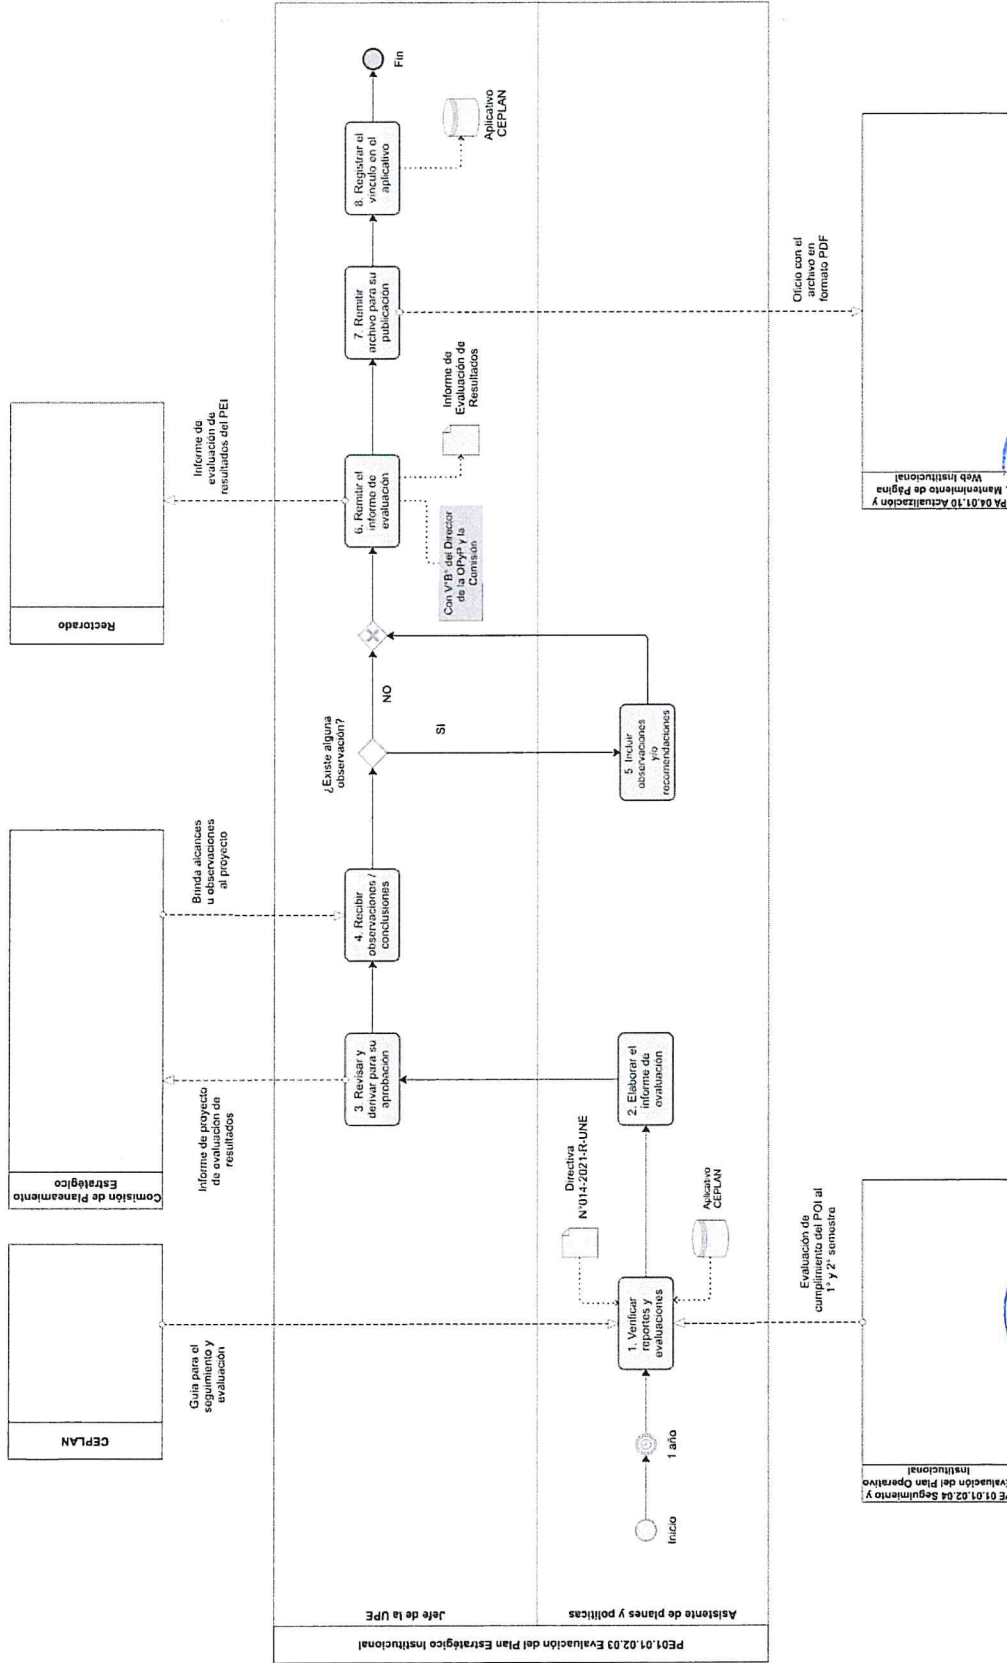 CEPLAN
Guia para el
seguimiento y
evaluación
Comisión de Planeamiento
Estratégico
Informe de proyecto
de evaluacion de
resultados
Brinda alcances
u observaciones
al proyecto
Rectorado
Informe de
evaluación de
resultados del PEI
PE01.01.02.03 Evaluación del Plan Estratégico Institucional
Jefe de la UPE
3. Revisar y
derivar para su
aprobación
4. Recibir
observaciones /
conclusiones
¿Existe alguna
observación?
NO
SI
6. Remitir el
informe de
evaluación
Con V°B° del Director
de la OPyP y la
Comisión
Informe de
Evaluación de
Resultados
7. Remitir
archivo para su
publicación
8. Registrar el
vinculo en el
aplicativo
Aplicativo
CEPLAN
Fin
Asistente de planes y políticas
Inicio
1 año
1. Verificar
reportes y
evaluaciones
Directiva
N°014-2021-R-UNE
Aplicativo
CEPLAN
2. Elaborar el
informe de
evaluación
5. Incluir
observaciones
y/o
recomendaciones
Evaluación de
cumplimiento del POI al
1° y 2° semestre
Oficio con el
archivo en
formato PDF
PE 01.01.02.04 Seguimiento y
Evaluación del Plan Operativo
Institucional
PA 04.01.10 Actualización y
Mantenimiento de Página
Web Institucional